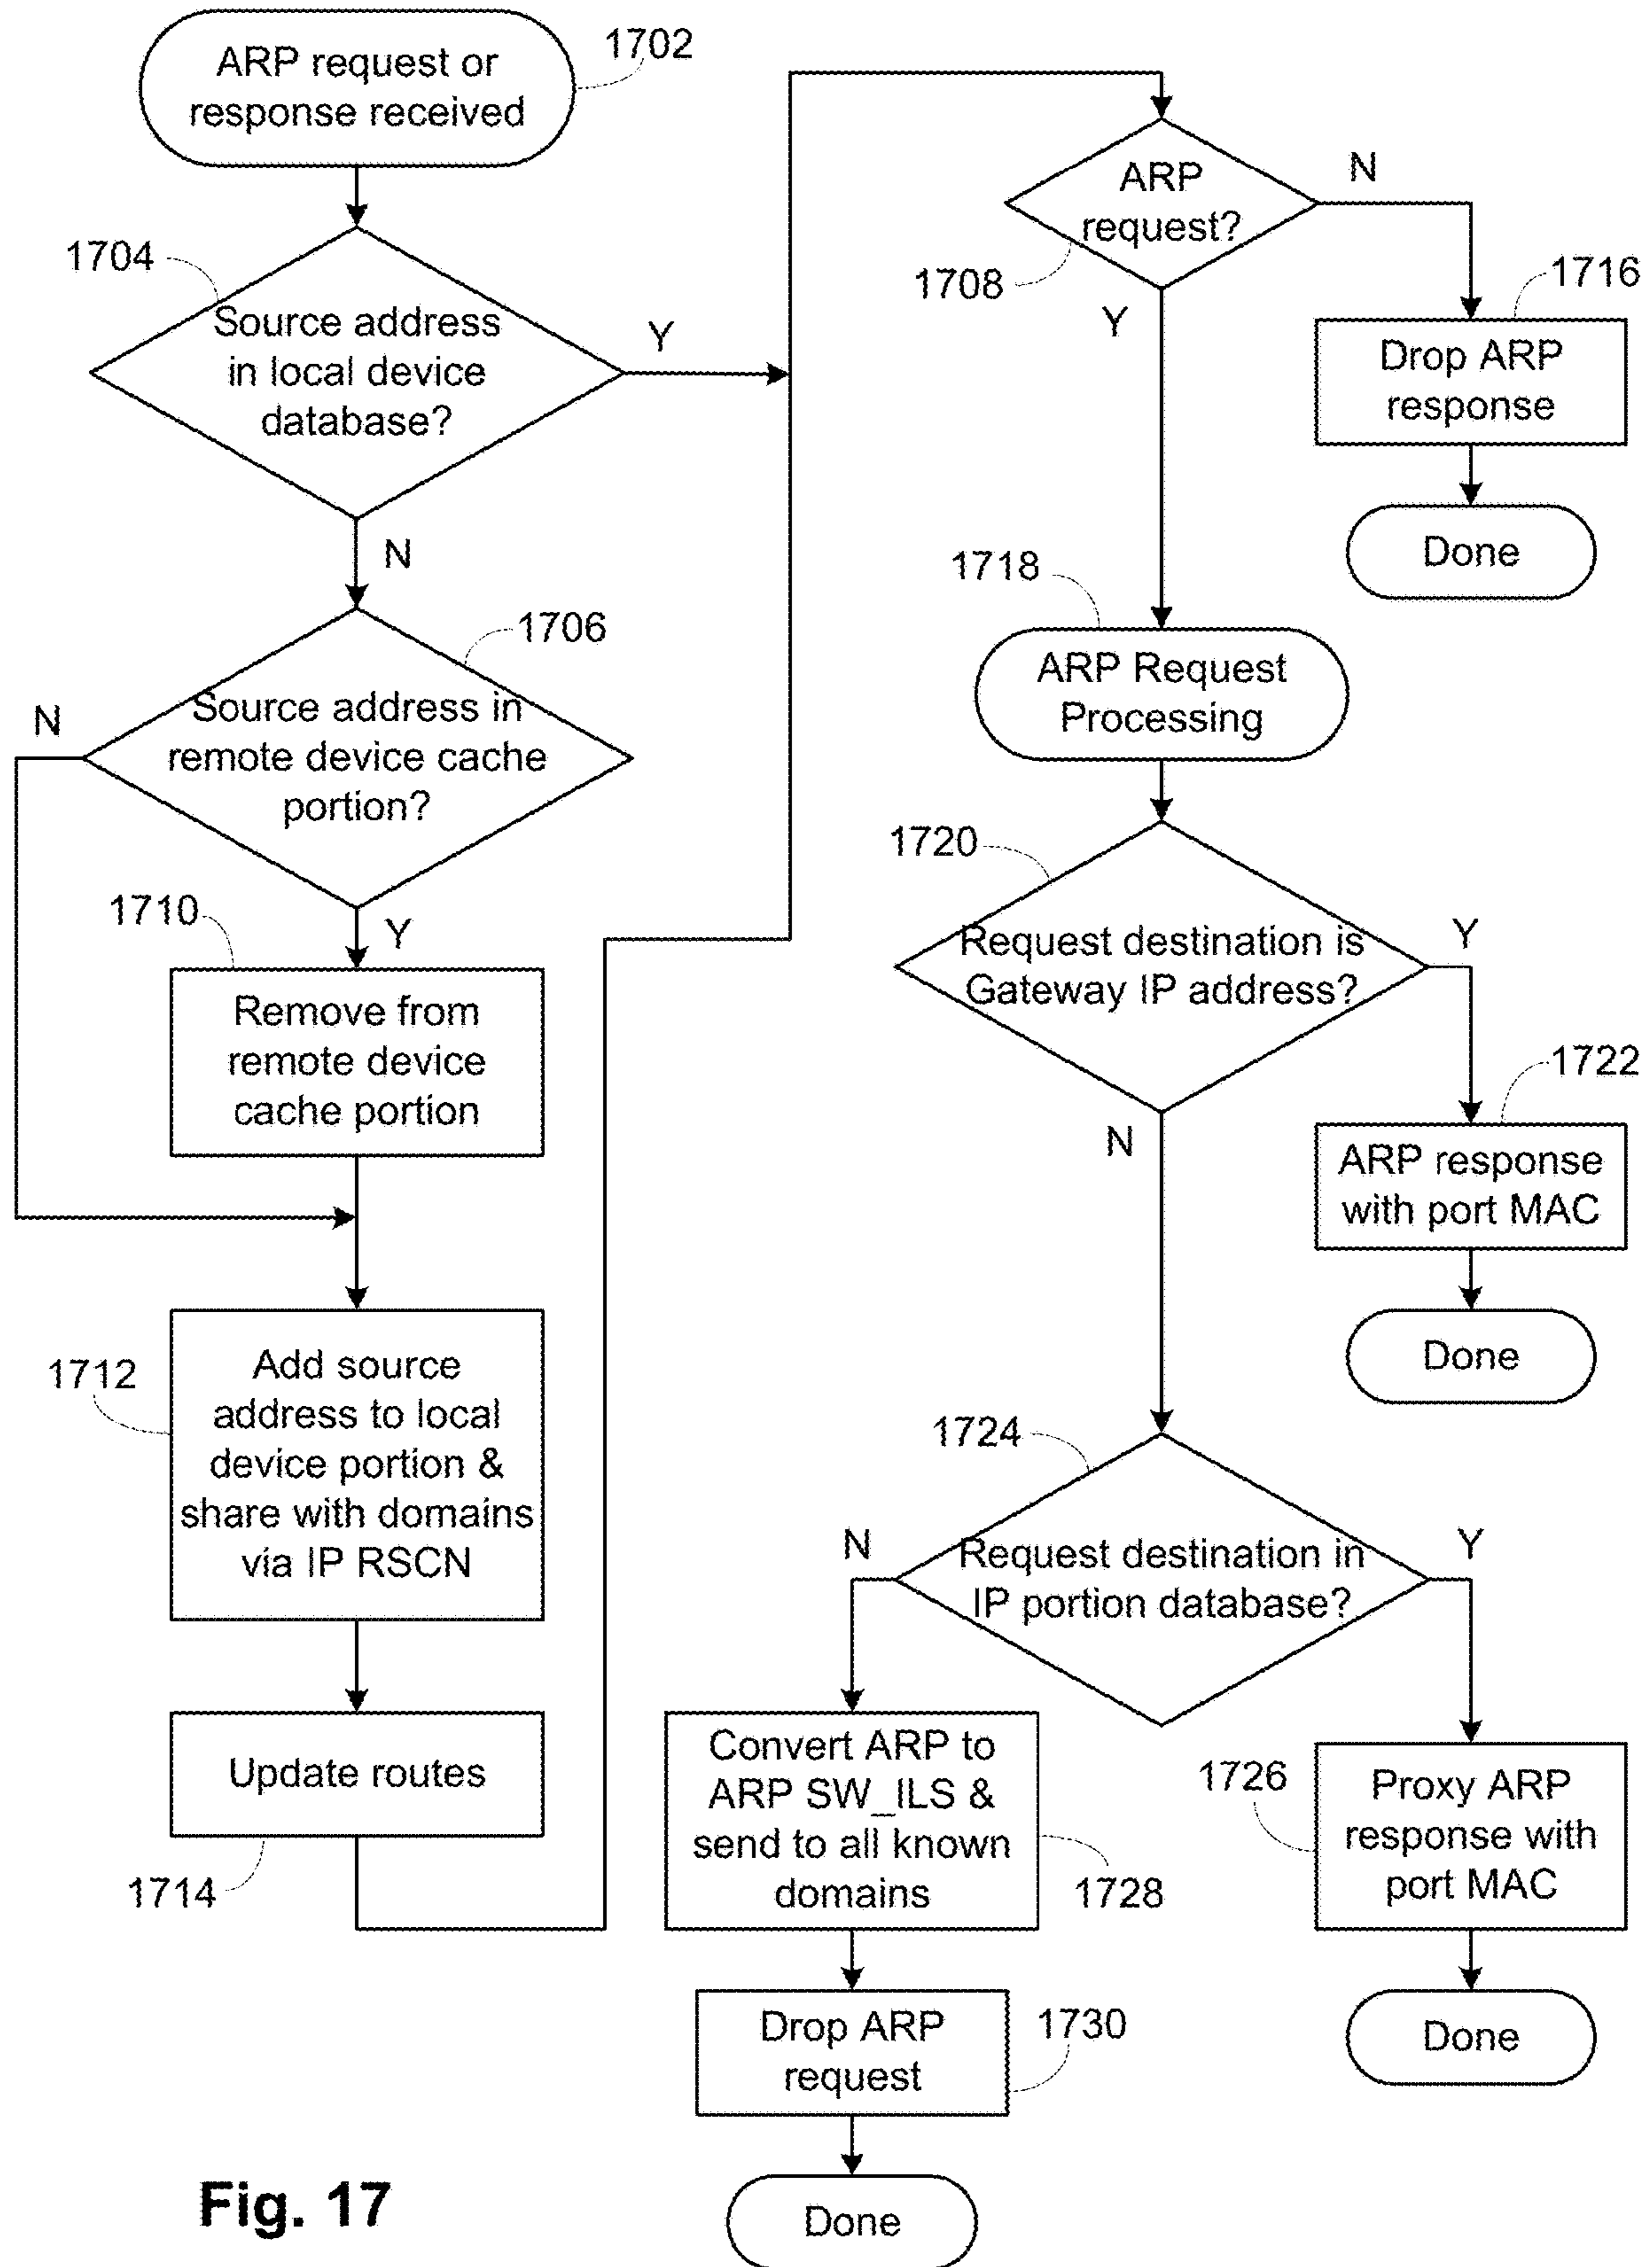 ARP request or
response received
1702
1704
Source address
in local device
database?
Y
N
1706
Source address in
remote device cache
portion?
N
Y
1710
Remove from
remote device
cache portion
1712
Add source
address to local
device portion &
share with domains
via IP RSCN
Update routes
1714
ARP
request?
1708
N
Y
1716
Drop ARP
response
Done
1718
ARP Request
Processing
1720
Request destination is
Gateway IP address?
Y
N
1722
ARP response
with port MAC
Done
1724
Request destination in
IP portion database?
N
Y
Convert ARP to
ARP SW_ILS &
send to all known
domains
1728
1726
Proxy ARP
response with
port MAC
Done
Drop ARP
request
1730
Done
Fig. 17